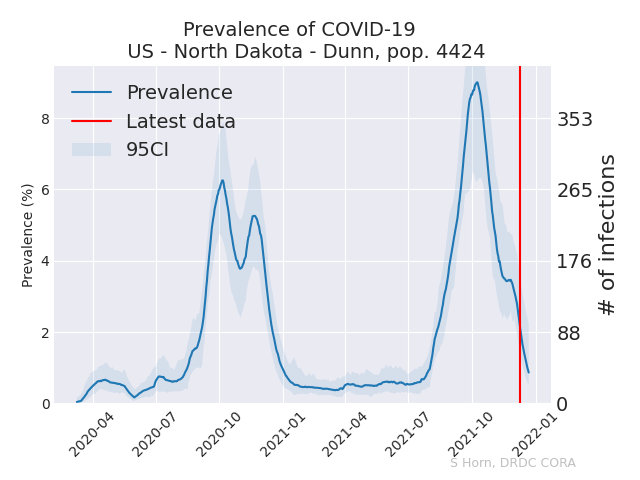 Prevalence of COVID-19
US - North Dakota - Dunn, pop. 4424
Prevalence
Latest data
95CI
Prevalence (%)
8
6
4
2
0
353
265
176
88
0
# of infections
2020-04
2020-07
2020-10
2021-01
2021-04
2021-07
2021-10
2022-01
S Horn, DRDC CORA